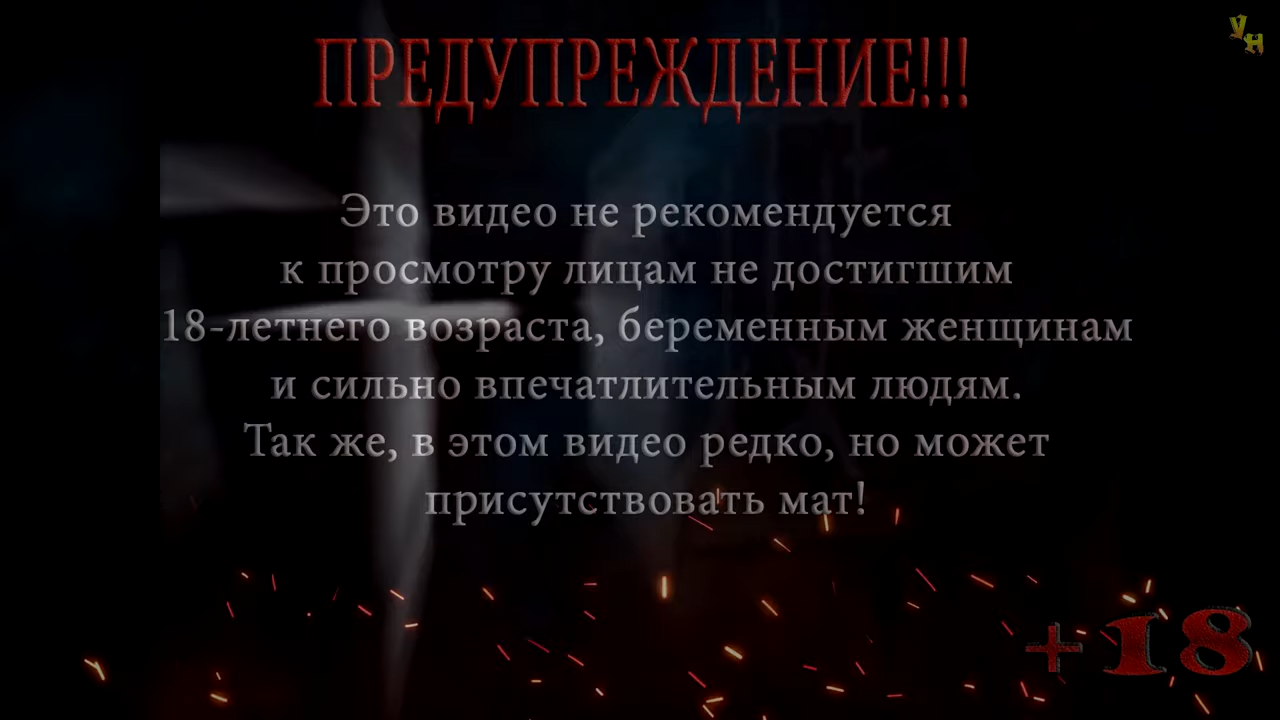 УН
ПРЕДУПРЕЖДЕНИЕ!!!
Это видео не рекомендуется
к просмотру лицам не достигшим
18-летнего возраста, беременным женщинам
и сильно впечатлительным людям.
Так же, в этом видео редко, но может
присутствовать мат!
+18